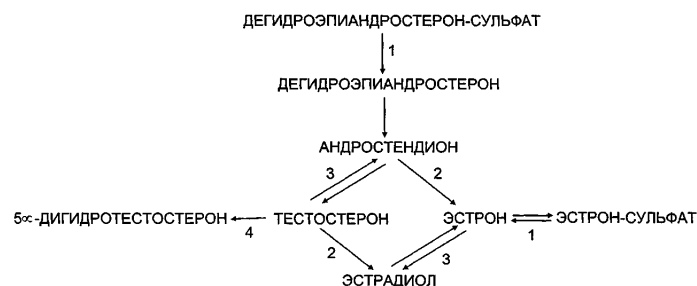 ДЕГИДРОЭПИАНДРОСТЕРОН-СУЛЬФАТ
1
ДЕГИДРОЭПИАНДРОСТЕРОН
АНДРОСТЕНДИОН
3
2
5∝-ДИГИДРОТЕСТОСТЕРОН
4
ТЕСТОСТЕРОН
ЭСТРОН
1
ЭСТРОН-СУЛЬФАТ
2
3
ЭСТРАДИОЛ